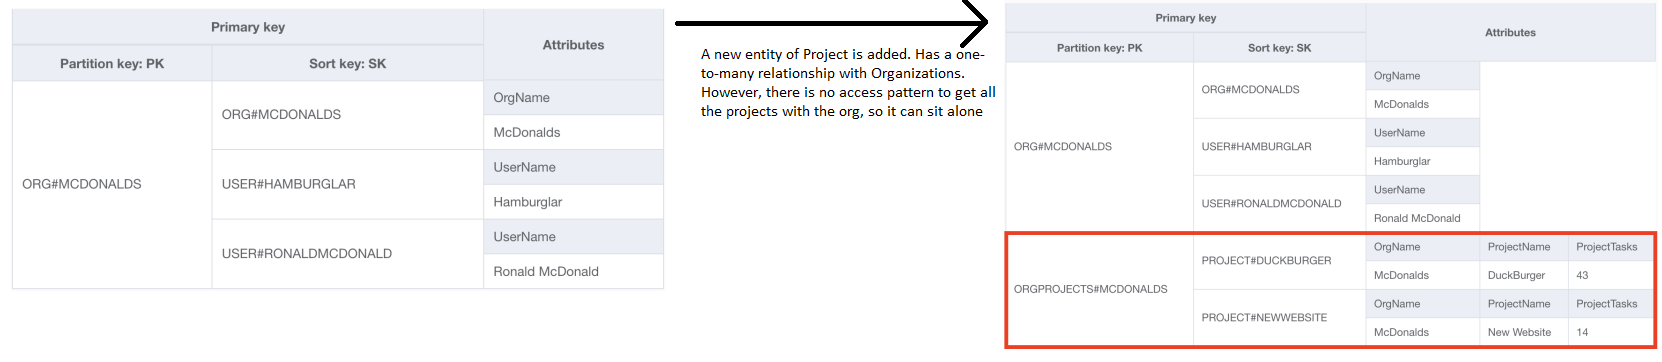 Primary key
Attributes
Partition key: PK
Sort key: SK
ORG#MCDONALDS
ORG#MCDONALDS
OrgName
McDonalds
USER#HAMBURGLAR
UserName
Hamburglar
USER#RONALDMCDONALD
UserName
Ronald McDonald
A new entity of Project is added. Has a one-
to-many relationship with Organizations.
However, there is no access pattern to get all
the projects with the org, so it can sit alone
Primary key
Attributes
Partition key: PK
Sort key: SK
ORG#MCDONALDS
ORG#MCDONALDS
OrgName
McDonalds
USER#HAMBURGLAR
UserName
Hamburglar
USER#RONALDMCDONALD
UserName
Ronald McDonald
ORGPROJECTS#MCDONALDS
PROJECT#DUCKBURGER
OrgName ProjectName ProjectTasks
McDonalds DuckBurger 43
PROJECT#NEWWEBSITE
OrgName ProjectName ProjectTasks
McDonalds New Website 14